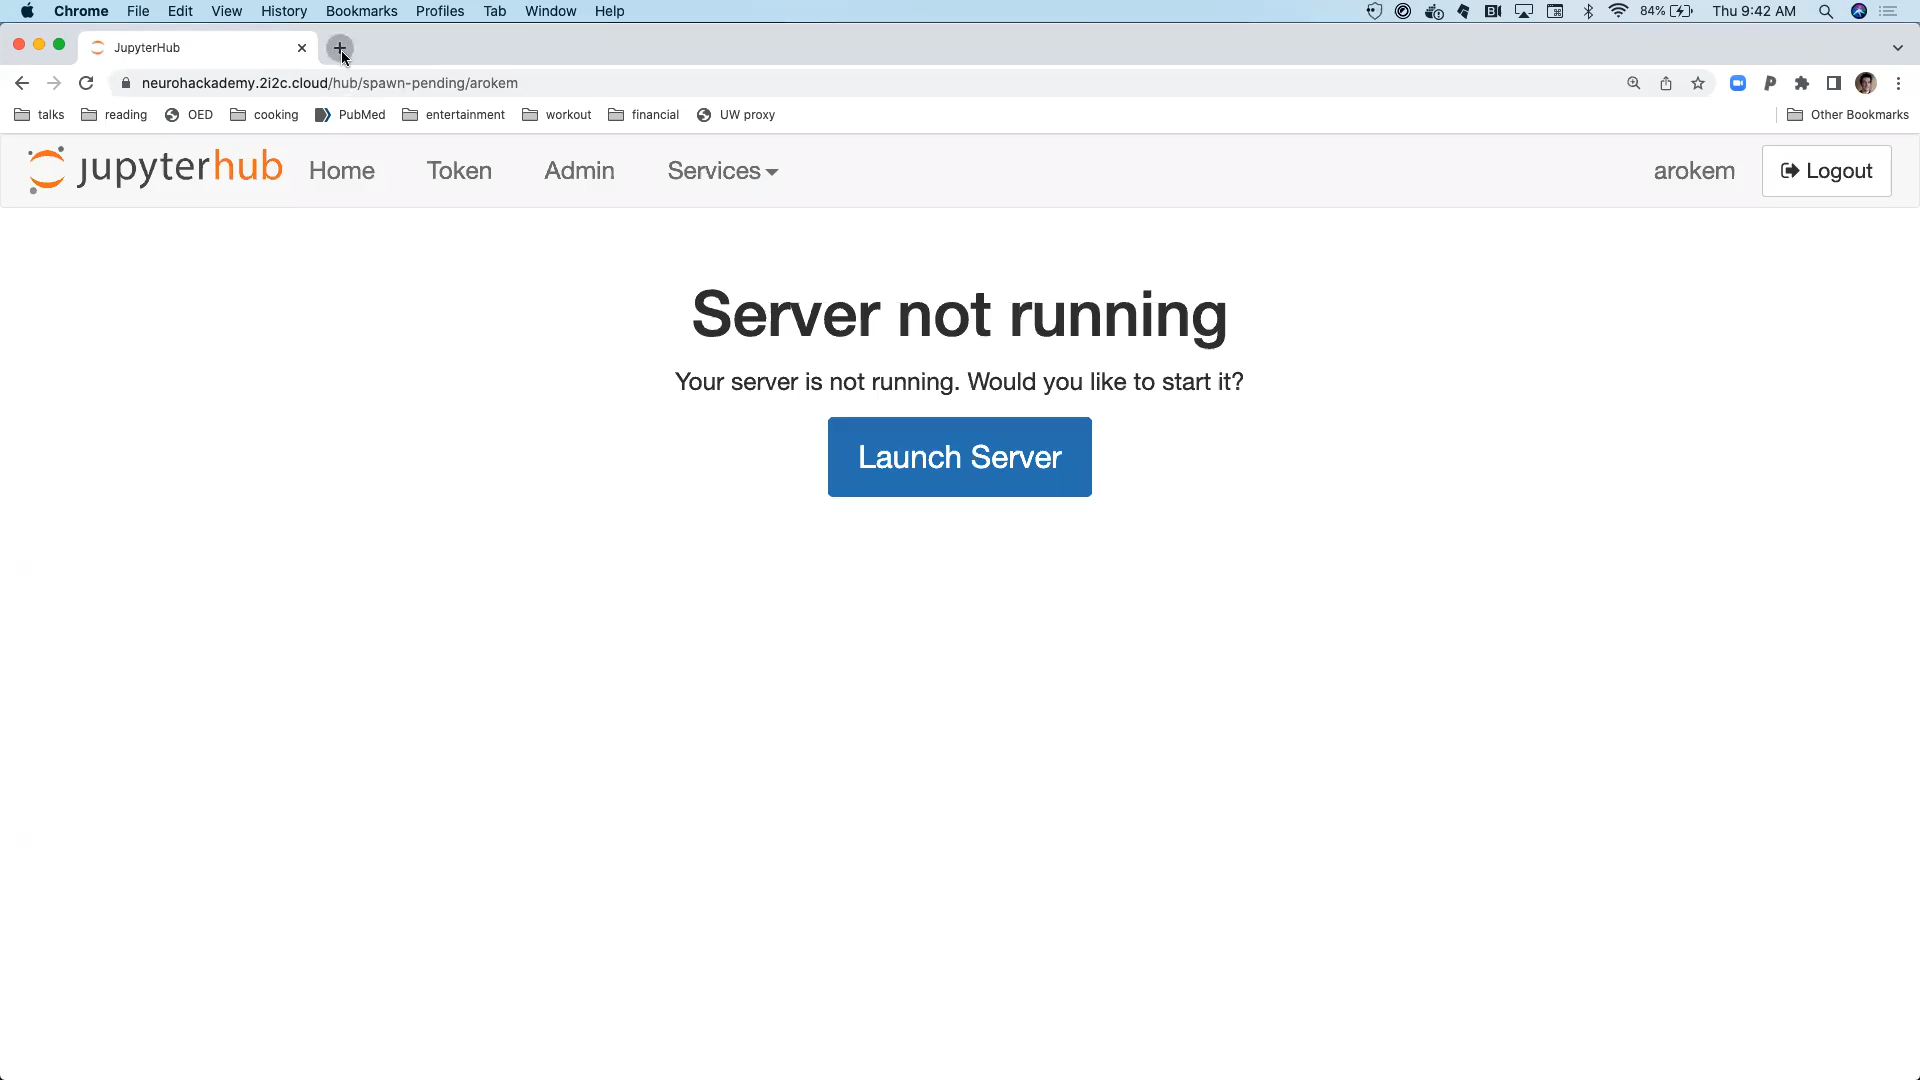 Chrome File Edit View History Bookmarks Profiles Tab Window Help 84% Thu 9:42 AM
JupyterHub
neurohackademy.2i2c.cloud/hub/spawn-pending/arokem
talks reading OED cooking PubMed entertainment workout financial UW proxy Other Bookmarks
jupyterhub Home Token Admin Services arokem Logout
Server not running
Your server is not running. Would you like to start it?
Launch Server